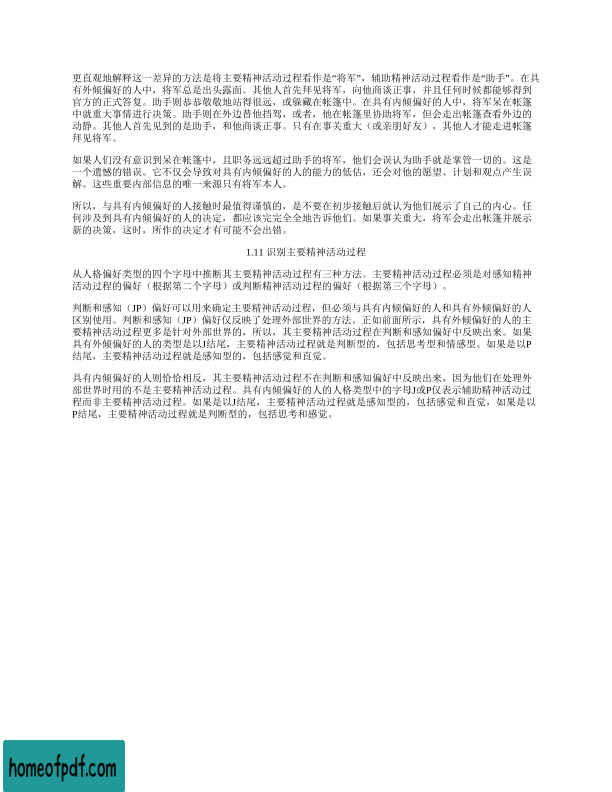 更直观地解释这一差异的方法是将主要精神活动过程看作是“将军”，辅助精神活动过程看作是“助手”。在具
有外倾偏好的人中，将军总是出头露面。其他人首先拜见将军，向他商谈正事，并且任何时候都能够得到
官方的正式答复。助手则恭恭敬敬地站得很远，或躲藏在帐篷中。在具有内倾偏好的人中，将军呆在帐篷
中就重大事情进行决策。助手则在外边替他挡驾，或者，他在帐篷里协助将军，但会走出帐篷查看外边的
动静。其他人首先见到的是助手，和他商谈正事。只有在事关重大（或亲朋好友），其他人才能走进帐篷
拜见将军。
如果人们没有意识到呆在帐篷中，且职务远远超过助手的将军，他们会误认为助手就是掌管一切的。这是
一个遗憾的错误。它不仅会导致对具有内倾偏好的人的能力的低估，还会对他的愿望、计划和观点产生误
解。这些重要内部信息的唯一来源只有将军本人。
所以，与具有内倾偏好的人接触时最值得谨慎的，是不要在初步接触后就认为他们展示了自己的内心。任
何涉及到具有内倾偏好的人的决定，都应该完完全全地告诉他们。如果事关重大，将军会走出帐篷并展示
新的决策，这时，所作的决定才有可能不会出错。
1.11 识别主要精神活动过程
从人格偏好类型的四个字母中推断其主要精神活动过程有三种方法。主要精神活动过程必须是对感知精神
活动过程的偏好（根据第二个字母）或判断精神活动过程的偏好（根据第三个字母）。
判断和感知（JP）偏好可以用来确定主要精神活动过程，但必须与具有内倾偏好的人和具有外倾偏好的人
区别使用。判断和感知（JP）偏好仅反映了处理外部世界的方法。正如前面所示，具有外倾偏好的人的主
要精神活动过程更多是针对外部世界的，所以，其主要精神活动过程在判断和感知偏好中反映出来。如果
具有外倾偏好的人的类型是以J结尾，主要精神活动过程就是判断型的，包括思考型和情感型。如果是以P
结尾，主要精神活动过程就是感知型的，包括感觉和直觉。
具有内倾偏好的人则恰恰相反，其主要精神活动过程不在判断和感知偏好中反映出来，因为他们在处理外
部世界时用的不是主要精神活动过程。具有内倾偏好的人的人格类型中的字母J或P仅表示辅助精神活动过
程而非主要精神活动过程。如果是以J结尾，主要精神活动过程就是感知型的，包括感觉和直觉，如果是以
P结尾，主要精神活动过程就是判断型的，包括思考和感觉。
homeofpdf.com